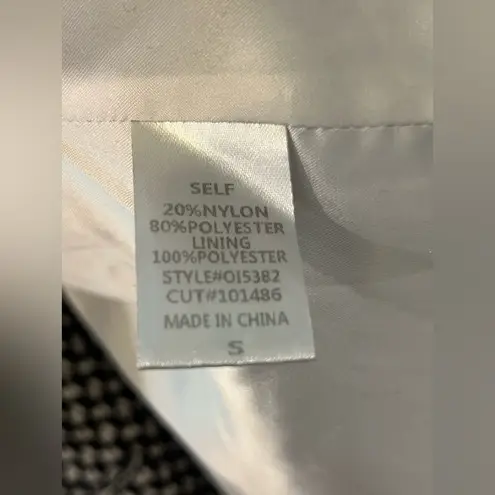 SELF
20%NYLON
80%POLYESTER
LINING
100%POLYESTER
STYLE#OI5382
CUT#101486
MADE IN CHINA
S